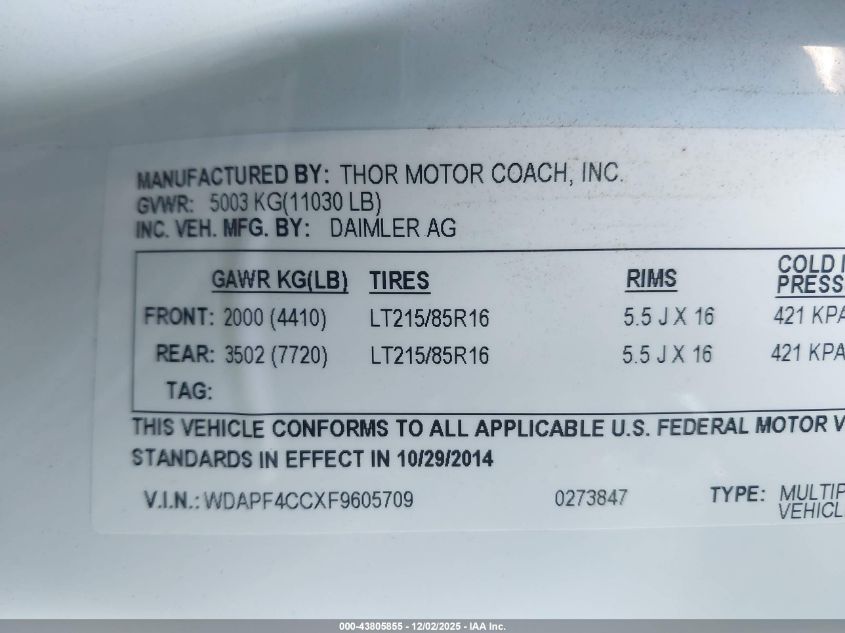 MANUFACTURED BY: THOR MOTOR COACH, INC.
GVWR: 5003 KG(11030 LB)
INC. VEH. MFG. BY: DAIMLER AG
GAWR KG(LB) TIRES RIMS COLD
PRESS
FRONT: 2000 (4410) LT215/85R16 5.5 J X 16 421 KPA
REAR: 3502 (7720) LT215/85R16 5.5 J X 16 421 KPA
TAG:
THIS VEHICLE CONFORMS TO ALL APPLICABLE U.S. FEDERAL MOTOR V
STANDARDS IN EFFECT IN 10/29/2014
V.I.N.: WDAPF4CCXF9605709 0273847 TYPE: MULTIP
VEHICL
000-43805855 - 12/02/2025 - IAA Inc.